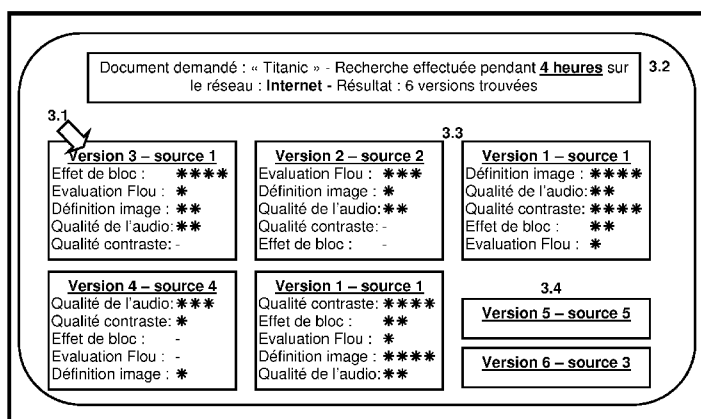 Document demandé : « Titanic » - Recherche effectuée pendant 4 heures sur
le réseau : Internet - Résultat : 6 versions trouvées
3.2
3.1
3.3
Version 3 – source 1
Effet de bloc : ✱✱✱✱
Evaluation Flou : ✱
Définition image : ✱✱
Qualité de l'audio: ✱✱
Qualité contraste: -
Version 2 – source 2
Evaluation Flou : ✱✱✱
Définition image : ✱
Qualité de l'audio: ✱✱
Qualité contraste: -
Effet de bloc : -
Version 1 – source 1
Définition image : ✱✱✱✱
Qualité de l'audio: ✱✱
Qualité contraste: ✱✱✱✱
Effet de bloc : ✱✱
Evaluation Flou : ✱
Version 4 – source 4
Qualité de l'audio: ✱✱✱
Qualité contraste: ✱
Effet de bloc : -
Evaluation Flou : -
Définition image : ✱
Version 1 – source 1
Qualité contraste: ✱✱✱✱
Effet de bloc : ✱✱
Evaluation Flou : ✱
Définition image : ✱✱✱✱
Qualité de l'audio: ✱✱
3.4
Version 5 – source 5
Version 6 – source 3